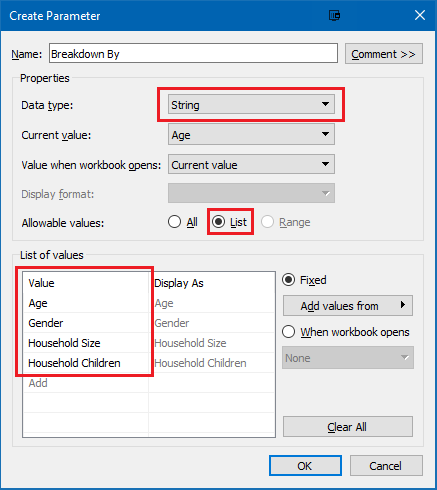 Create Parameter
Name: Breakdown By Comment >>
Properties
Data type: String
Current value: Age
Value when workbook opens: Current value
Display format:
Allowable values: All List Range
List of values
Value Display As Fixed
Age Age Add values from
Gender Gender
Household Size Household Size When workbook opens
Household Children Household Children None
Add
Clear All
OK Cancel